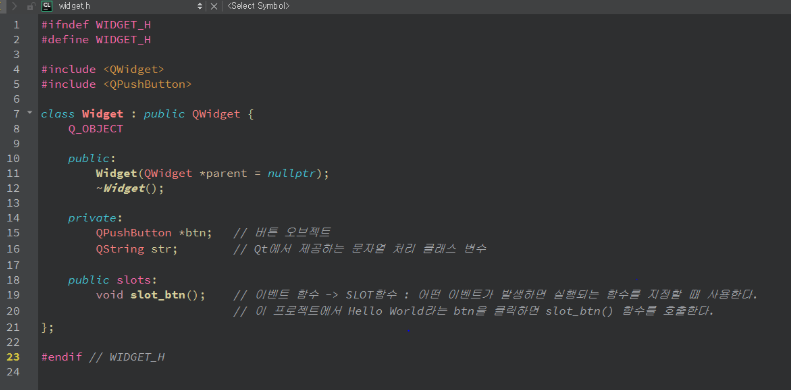 widget.h <Select Symbol>
1 #ifndef WIDGET_H
2 #define WIDGET_H
3
4 #include <QWidget>
5 #include <QPushButton>
6
7 class Widget : public QWidget {
8 Q_OBJECT
9
10 public:
11 Widget(QWidget *parent = nullptr);
12 ~Widget();
13
14 private:
15 QPushButton *btn; // 버튼 오브젝트
16 QString str; // Qt에서 제공하는 문자열 처리 클래스 변수
17
18 public slots:
19 void slot_btn(); // 이벤트 함수 -> SLOT함수 : 어떤 이벤트가 발생하면 실행되는 함수를 지정할 때 사용한다.
20 // 이 프로젝트에서 Hello World라는 btn을 클릭하면 slot_btn() 함수를 호출한다.
21 };
22
23 #endif // WIDGET_H
24